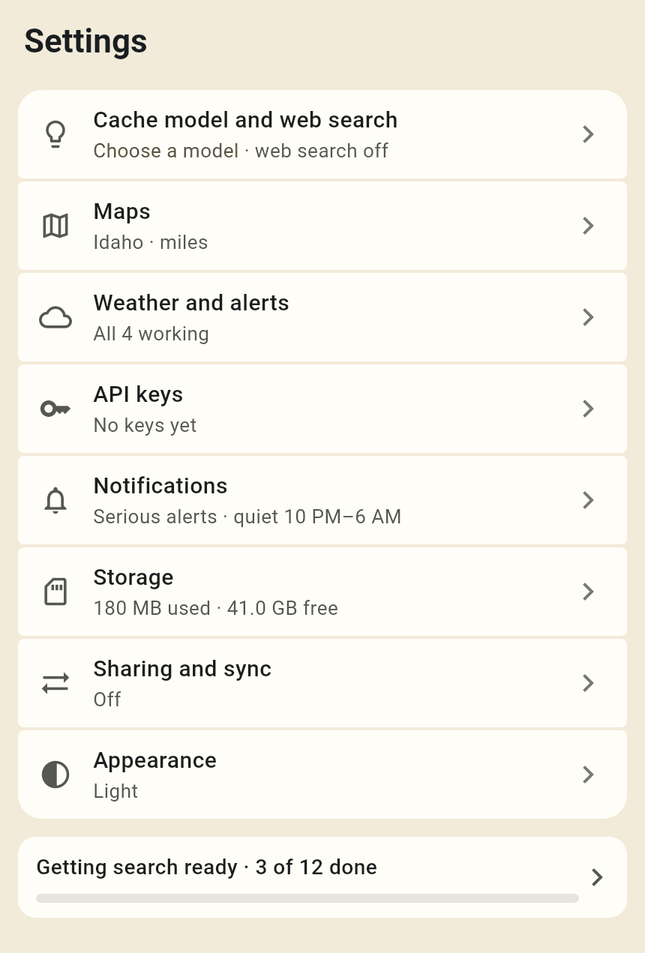 Settings
Cache model and web search
Choose a model · web search off
Maps
Idaho · miles
Weather and alerts
All 4 working
API keys
No keys yet
Notifications
Serious alerts · quiet 10 PM–6 AM
Storage
180 MB used · 41.0 GB free
Sharing and sync
Off
Appearance
Light
Getting search ready · 3 of 12 done